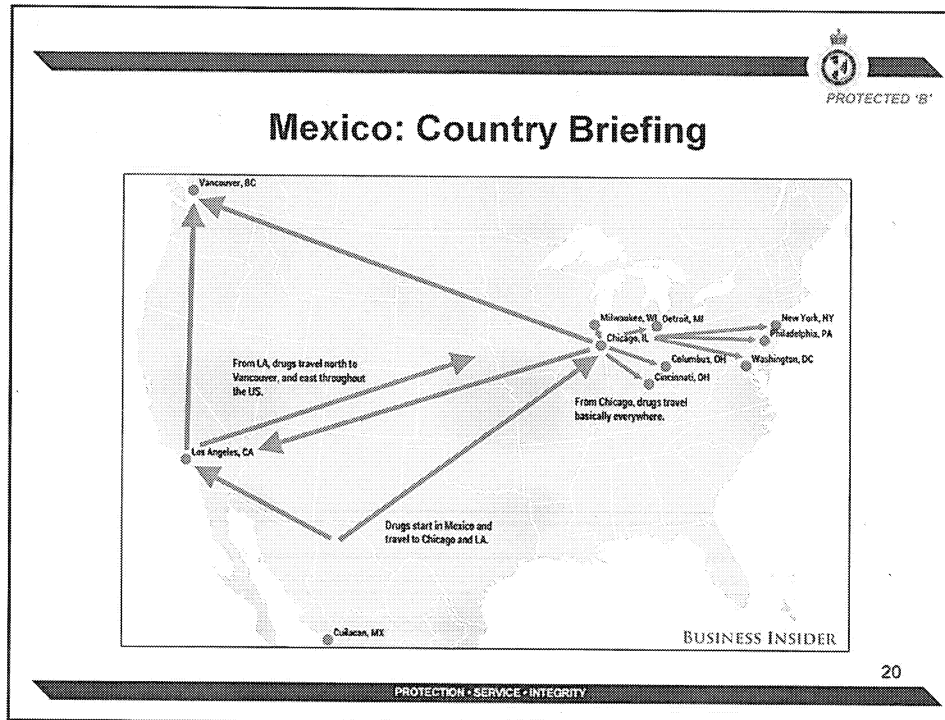 PROTECTED ‘B’
Mexico: Country Briefing
Vancouver, BC
Milwaukee, WI
Detroit, MI
New York, NY
Chicago, IL
Philadelphia, PA
From LA, drugs travel north to
Vancouver, and east throughout
the US.
Columbus, OH
Washington, DC
Cincinnati, OH
From Chicago, drugs travel
basically everywhere.
Los Angeles, CA
Drugs start in Mexico and
travel to Chicago and LA.
Culiacan, MX
BUSINESS INSIDER
20
PROTECTION • SERVICE • INTEGRITY